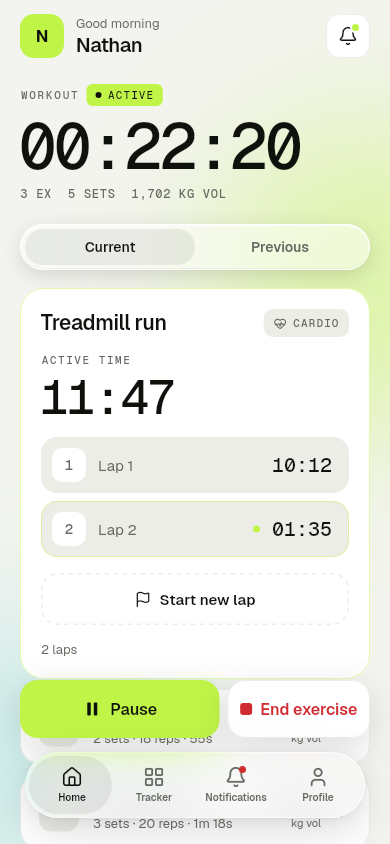 N
Good morning
Nathan
WORKOUT
ACTIVE
00:22:20
3 EX 5 SETS 1,702 KG VOL
Current
Previous
Treadmill run
CARDIO
ACTIVE TIME
11:47
1
Lap 1
10:12
2
Lap 2
01:35
Start new lap
2 laps
Pause
End exercise
2 sets · 18 reps · 55s
kg vol
Home
Tracker
Notifications
Profile
3 sets · 20 reps · 1m 18s
kg vol